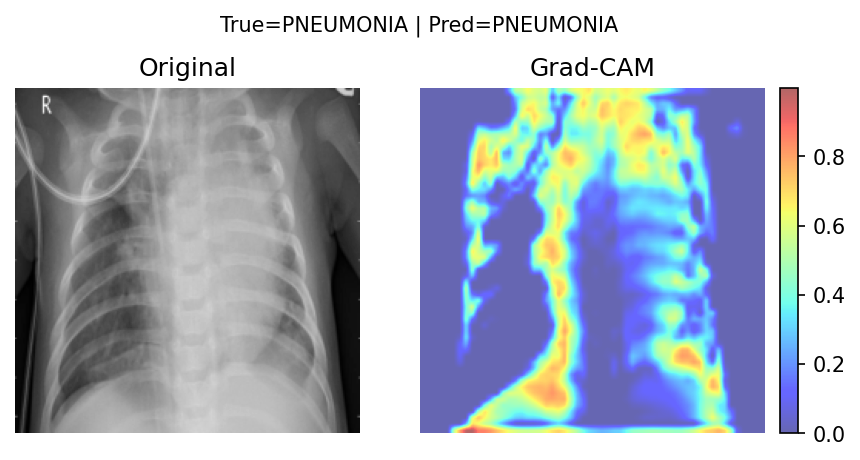 True=PNEUMONIA | Pred=PNEUMONIA
Original
Grad-CAM
R
0.8
0.6
0.4
0.2
0.0